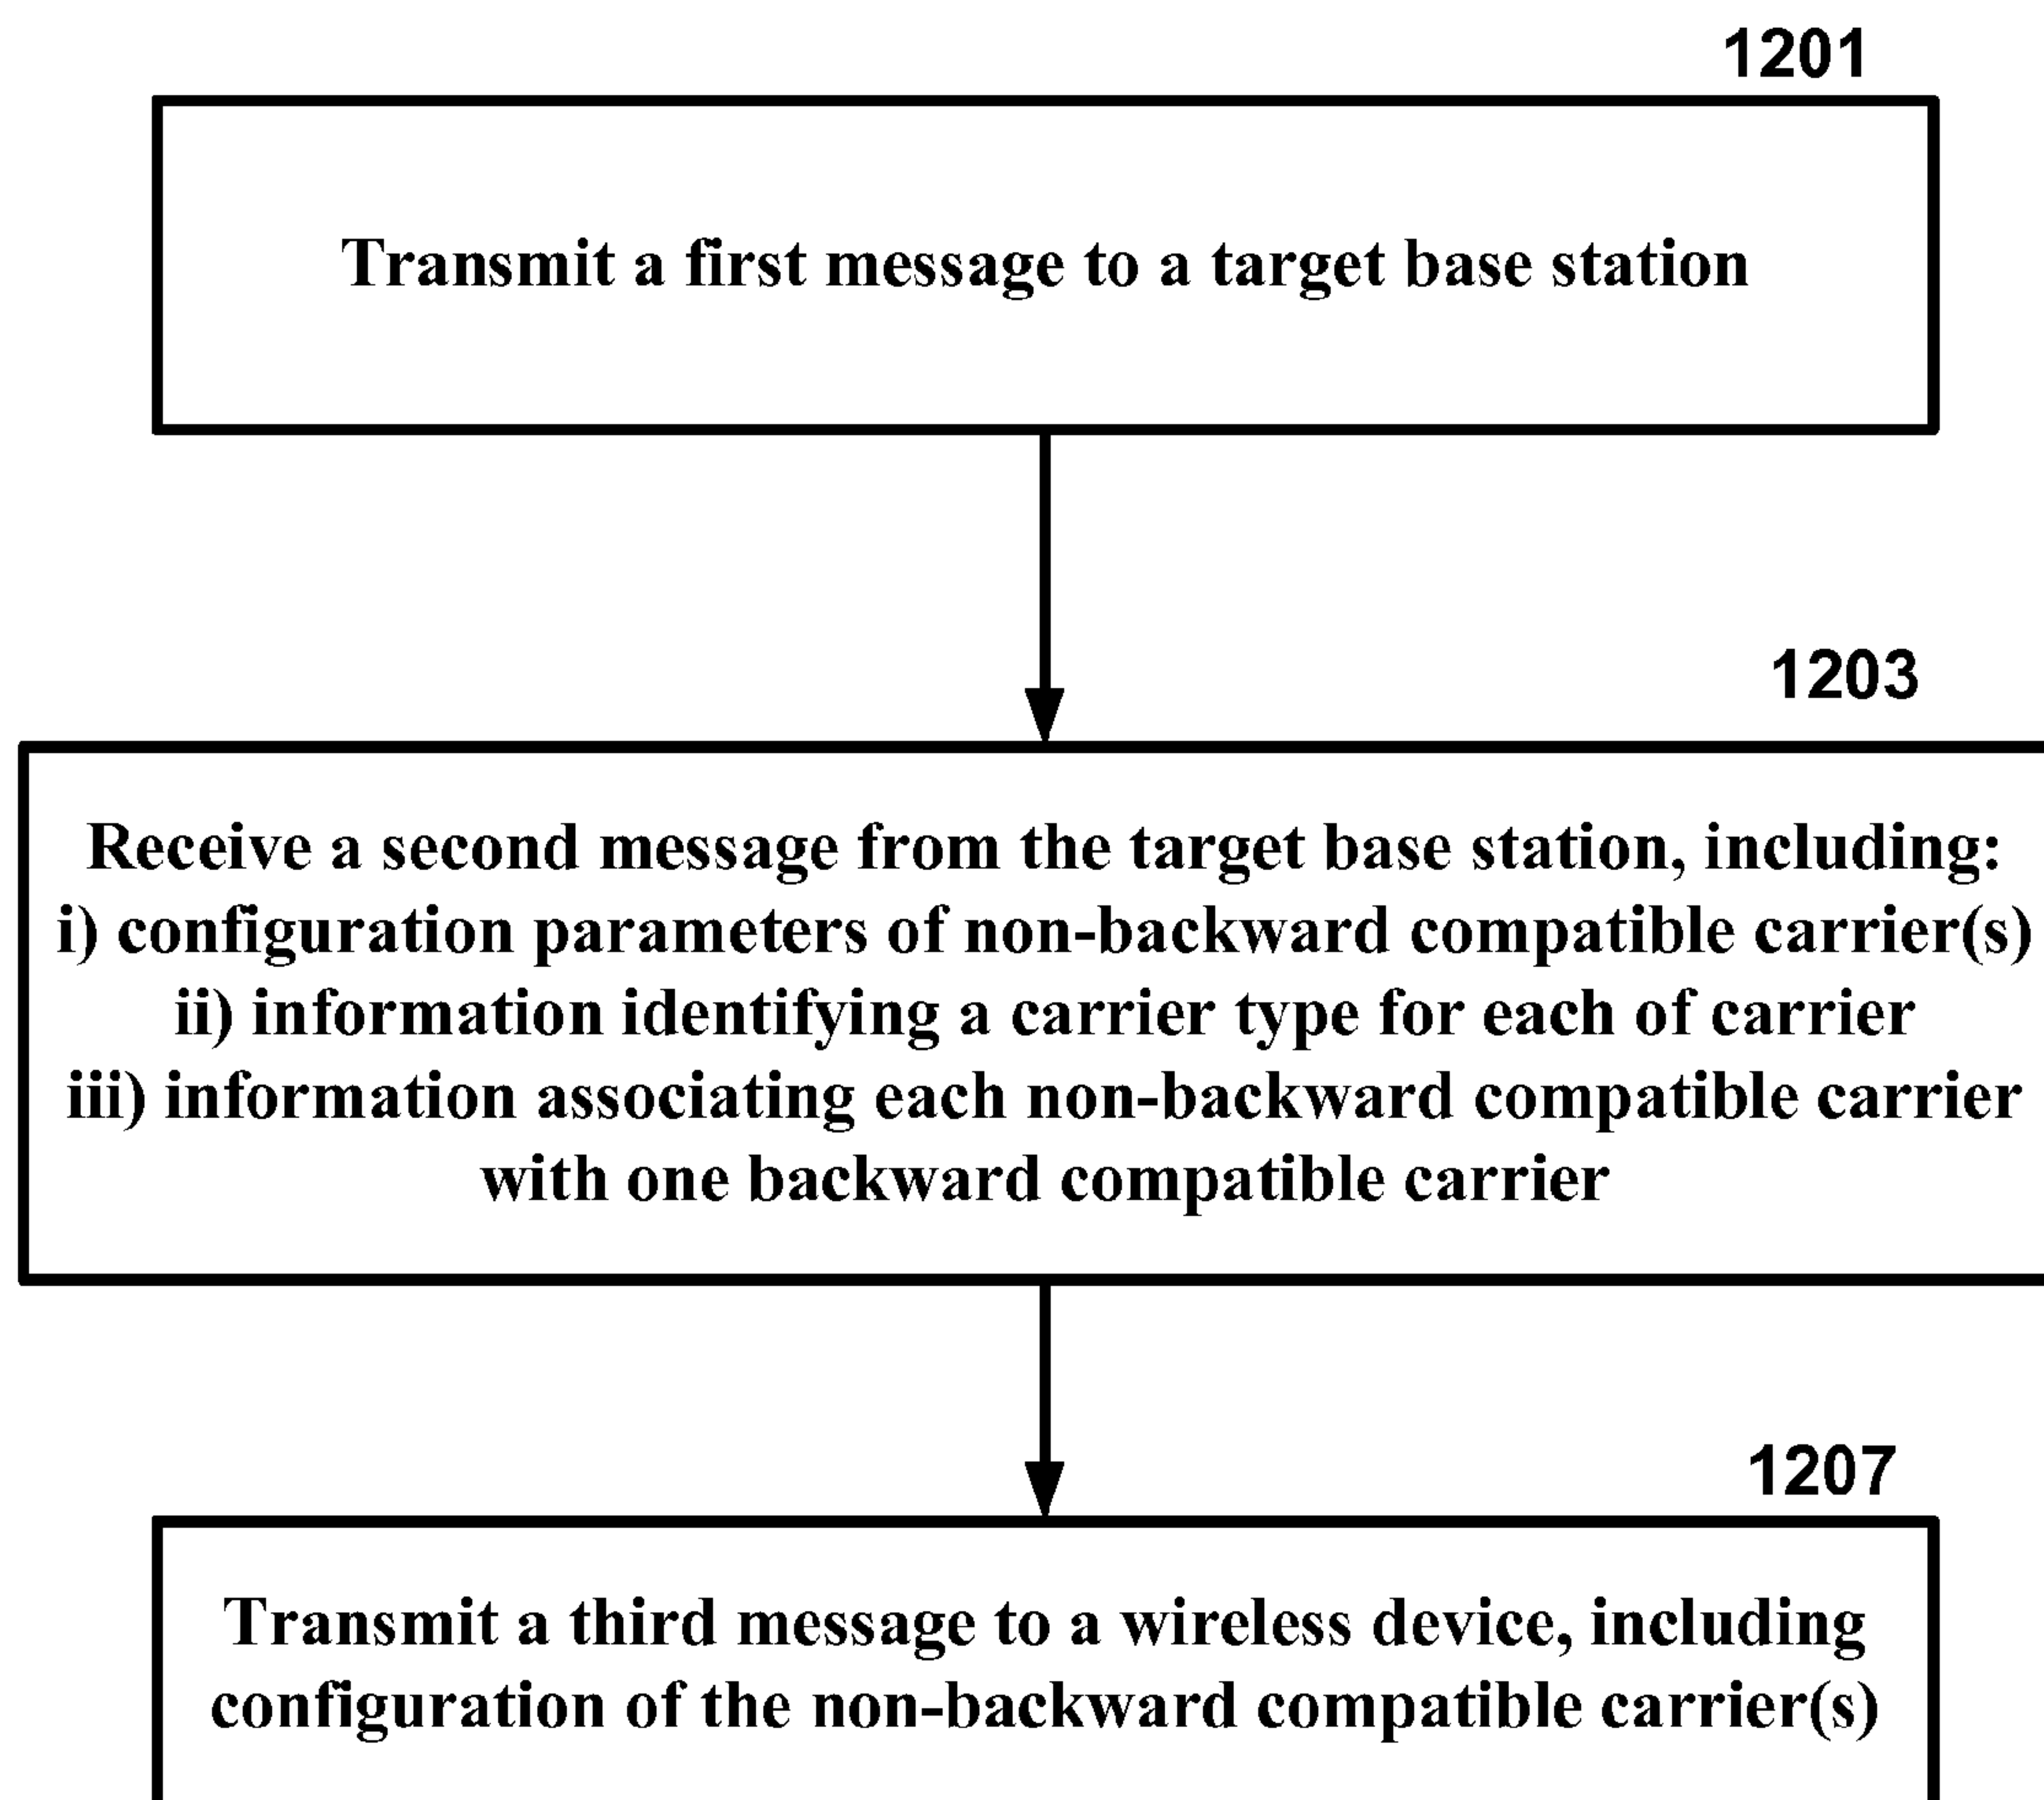 1201
Transmit a first message to a target base station
1203
Receive a second message from the target base station, including:
i) configuration parameters of non-backward compatible carrier(s)
ii) information identifying a carrier type for each of carrier
iii) information associating each non-backward compatible carrier
with one backward compatible carrier
1207
Transmit a third message to a wireless device, including
configuration of the non-backward compatible carrier(s)